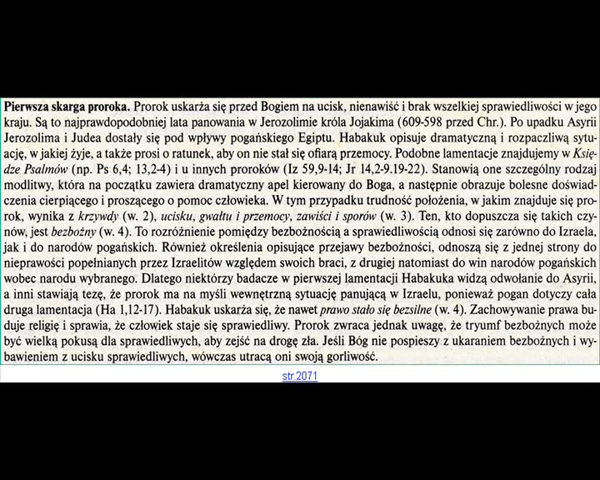 Pierwsza skarga proroka. Prorok uskarża się przed Bogiem na ucisk, nienawiść i brak wszelkiej sprawiedliwości w jego
kraju. Są to najprawdopodobniej lata panowania w Jerozolimie króla Jojakima (609-598 przed Chr.). Po upadku Asyrii
Jerozolima i Judea dostały się pod wpływy pogańskiego Egiptu. Habakuk opisuje dramatyczną i rozpaczliwą sytu-
ację, w jakiej żyje, a także prosi o ratunek, aby on nie stał się ofiarą przemocy. Podobne lamentacje znajdujemy w Księ-
dze Psalmów (np. Ps 6,4; 13,2-4) i u innych proroków (Iz 59,9-14; Jr 14,2-9.19-22). Stanowią one szczególny rodzaj
modlitwy, która na początku zawiera dramatyczny apel kierowany do Boga, a następnie obrazuje bolesne doświad-
czenia cierpiącego i proszącego o pomoc człowieka. W tym przypadku trudność położenia, w jakim znajduje się pro-
rok, wynika z krzywdy (w. 2), ucisku, gwałtu i przemocy, zawiści i sporów (w. 3). Ten, kto dopuszcza się takich czy-
nów, jest bezbożny (w. 4). To rozróżnienie pomiędzy bezbożnością a sprawiedliwością odnosi się zarówno do Izraela,
jak i do narodów pogańskich. Również określenia opisujące przejawy bezbożności, odnoszą się z jednej strony do
nieprawości popełnianych przez Izraelitów względem swoich braci, z drugiej natomiast do win narodów pogańskich
wobec narodu wybranego. Dlatego niektórzy badacze w pierwszej lamentacji Habakuka widzą odwołanie do Asyrii,
a inni stawiają tezę, że prorok ma na myśli wewnętrzną sytuację panującą w Izraelu, ponieważ pogan dotyczy cała
druga lamentacja (Ha 1,12-17). Habakuk uskarża się, że nawet prawo stało się bezsilne (w. 4). Zachowywanie prawa bu-
duje religię i sprawia, że człowiek staje się sprawiedliwy. Prorok zwraca jednak uwagę, że tryumf bezbożnych może
być wielką pokusą dla sprawiedliwych, aby zejść na drogę zła. Jeśli Bóg nie pospieszy z ukaraniem bezbożnych i wy-
bawieniem z ucisku sprawiedliwych, wówczas utracą oni swoją gorliwość.
str.2071